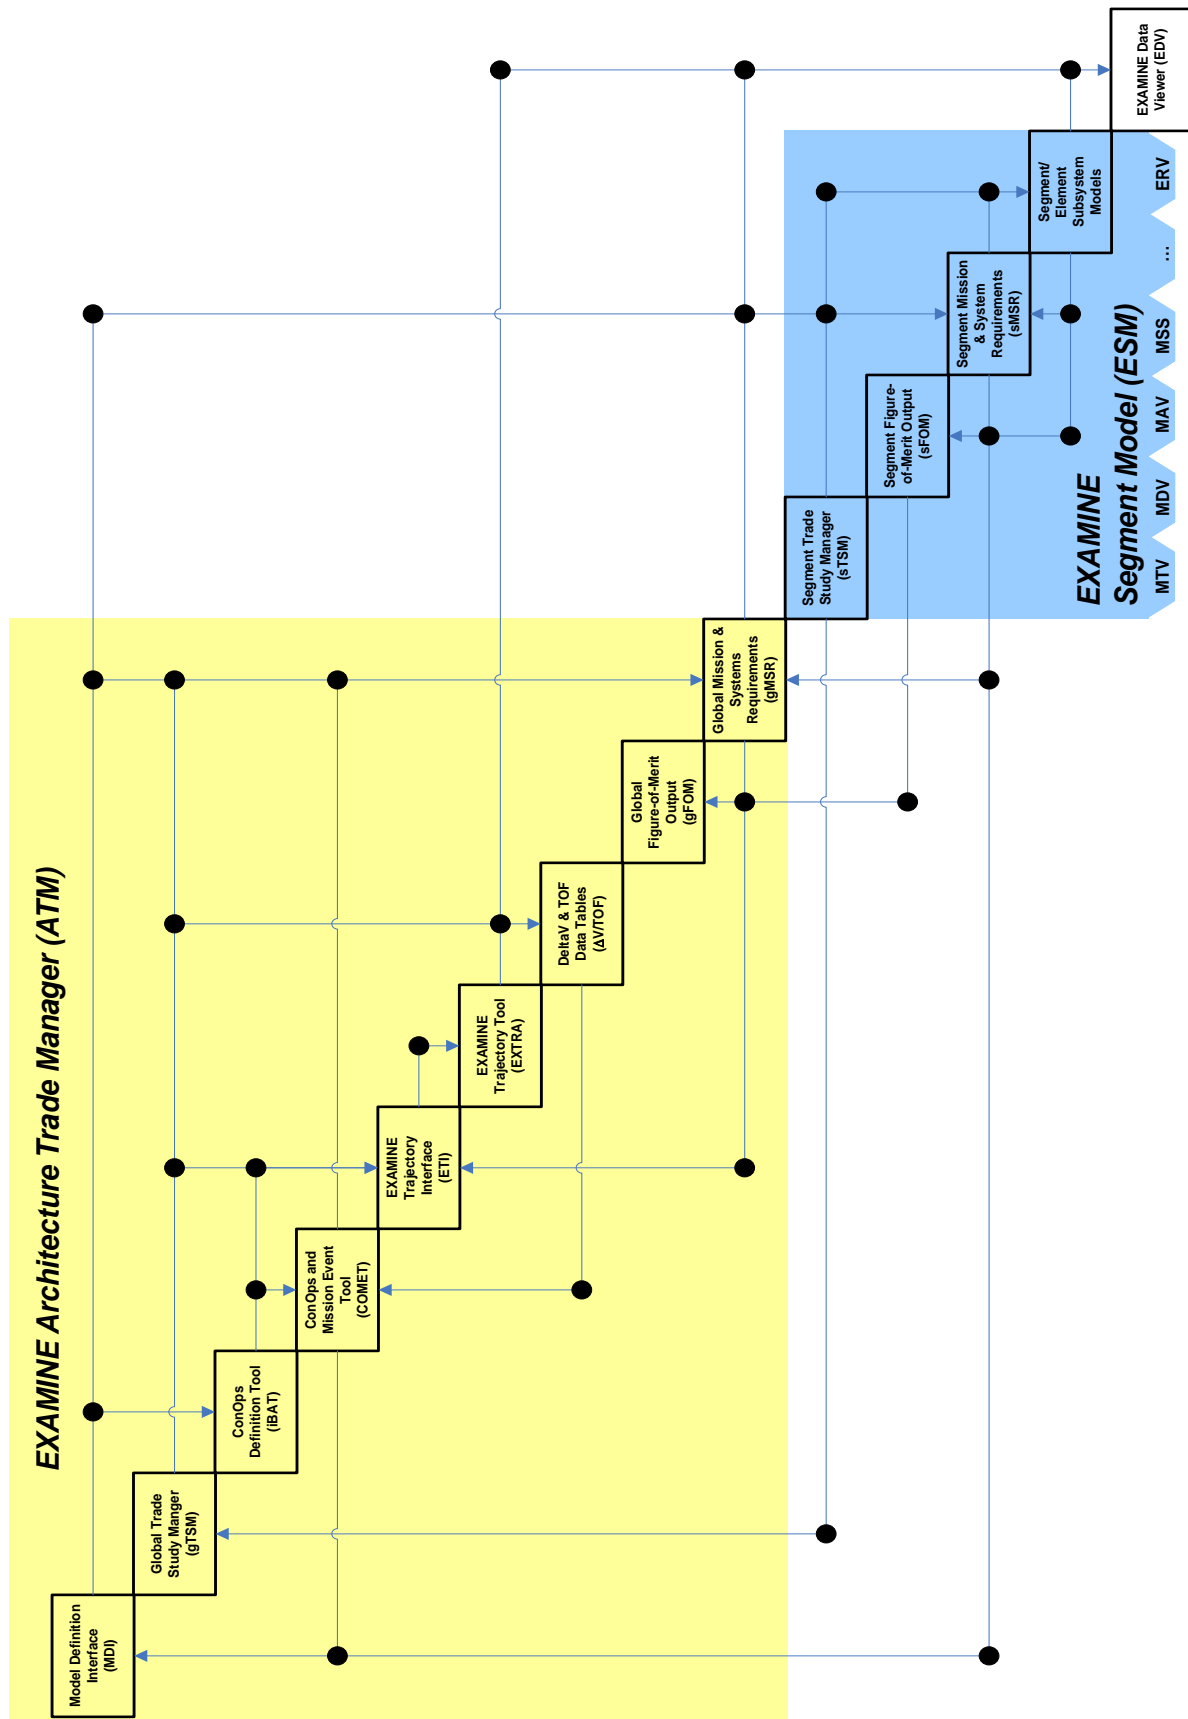 EXAMINE Architecture Trade Manager (ATM)
Model Definition
Interface
(MDI)
Global Trade
Study Manger
(gTSM)
ConOps
Definition Tool
(iBAT)
ConOps and
Mission Event
Tool
(COMET)
EXAMINE
Trajectory
Interface
(ETI)
EXAMINE
Trajectory Tool
(EXTRA)
DeltaV & TOF
Data Tables
(ΔV/TOF)
Global
Figure-of-Merit
Output
(gFOM)
Global Mission &
Systems
Requirements
(gMSR)
Segment Trade
Study Manager
(sTSM)
Segment Figure-
of-Merit Output
(sFOM)
Segment Mission
& System
Requirements
(sMSR)
Segment/
Element
Subsystem
Models
EXAMINE Data
Viewer (EDV)
EXAMINE
Segment Model (ESM)
MTV
MDV
MAV
MSS
...
ERV